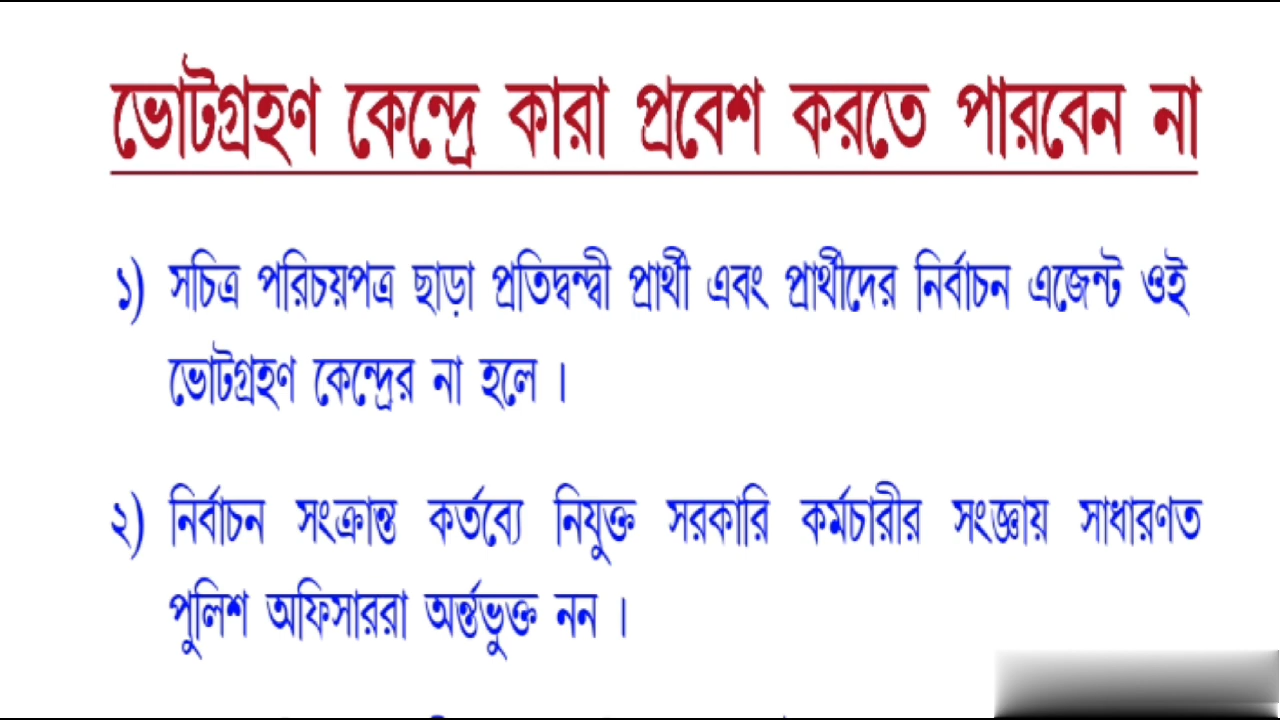 ভোটগ্রহণ কেন্দ্রে কারা প্রবেশ করতে পারবেন না
১) সচিত্র পরিচয়পত্র ছাড়া প্রতিদ্বন্দ্বী প্রার্থী এবং প্রার্থীদের নির্বাচন এজেন্ট ওই
ভোটগ্রহণ কেন্দ্রের না হলে ।
২) নির্বাচন সংক্রান্ত কর্তব্যে নিযুক্ত সরকারি কর্মচারীর সংজ্ঞায় সাধারণত
পুলিশ অফিসাররা অর্ন্তভুক্ত নন ।